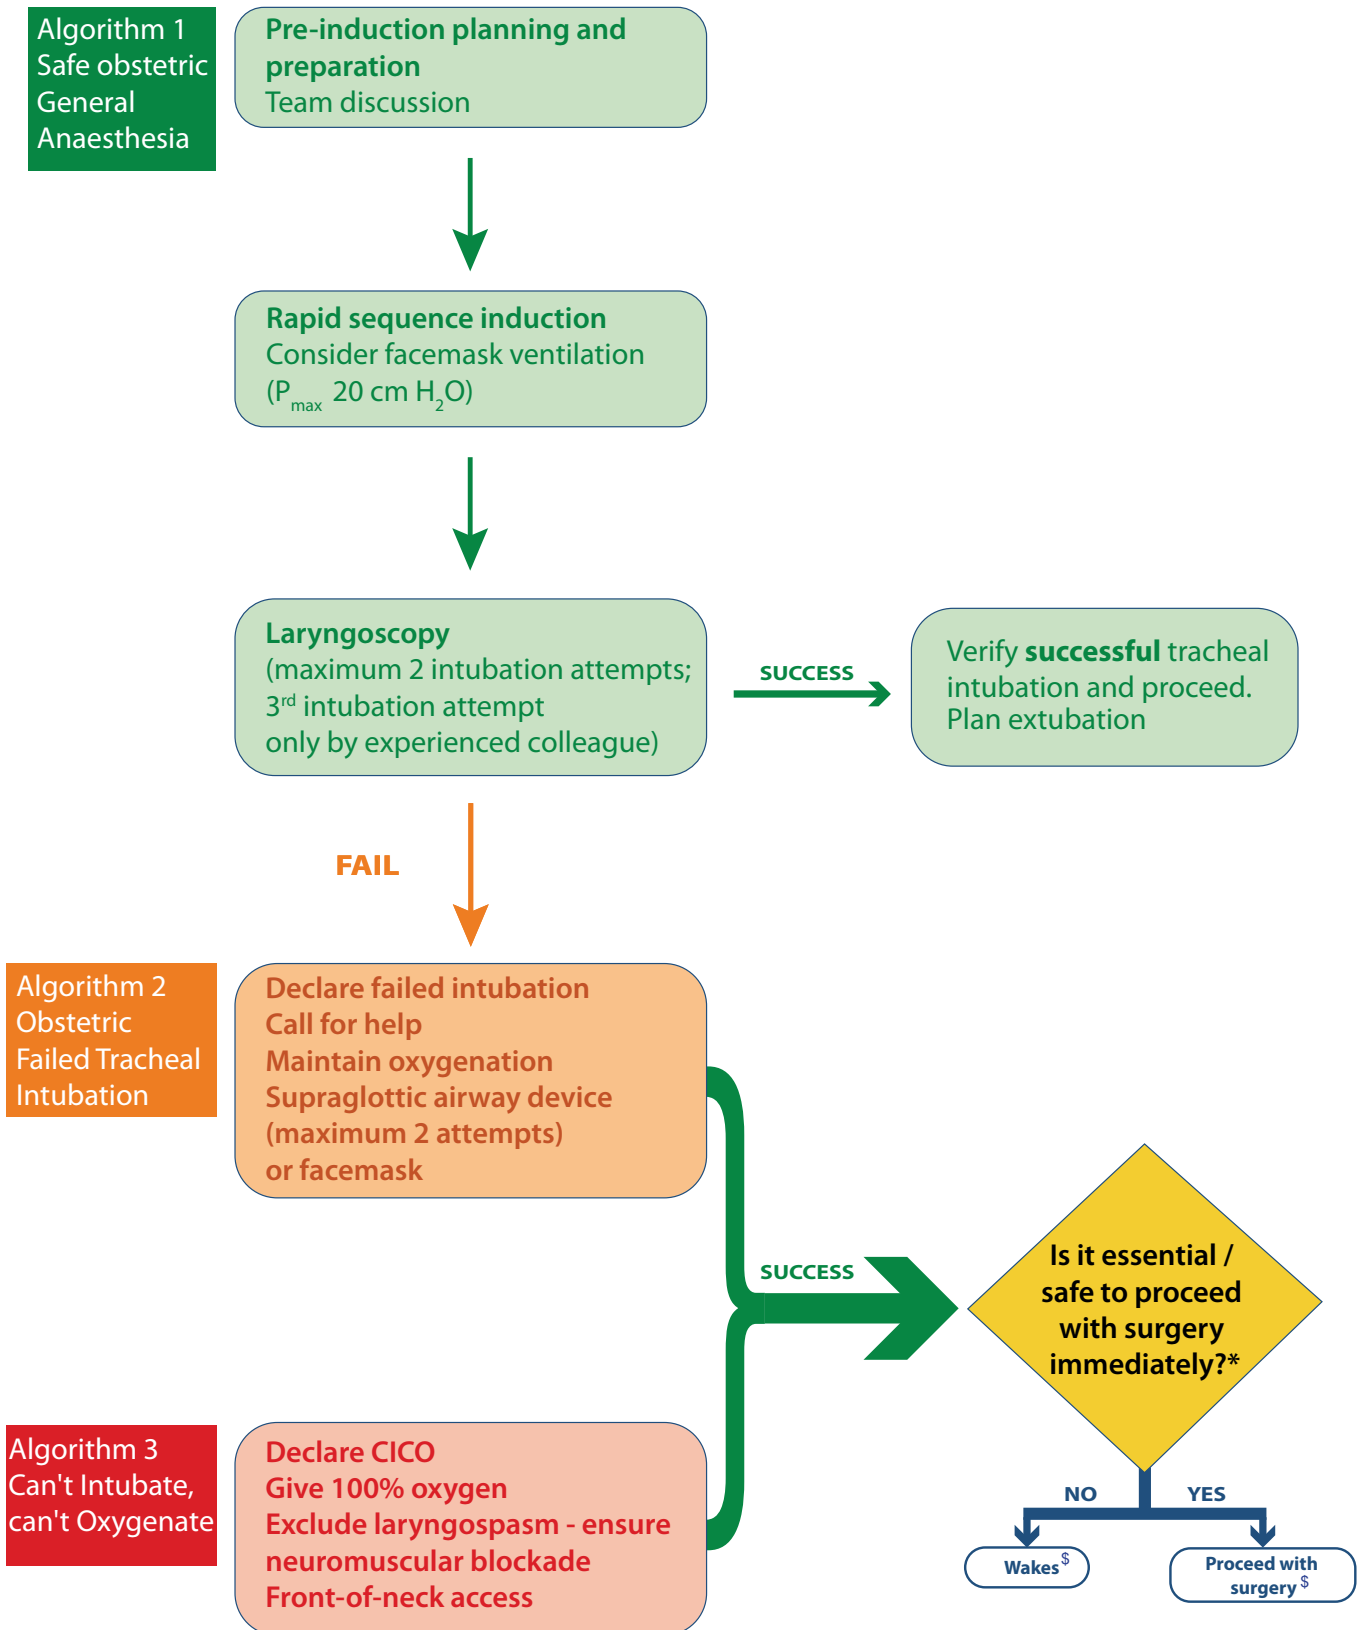 Algorithm 1
Safe obstetric
General
Anaesthesia
Pre-induction planning and
preparation
Team discussion
Rapid sequence induction
Consider facemask ventilation
(Pmax 20 cm H2O)
Laryngoscopy
(maximum 2 intubation attempts;
3rd intubation attempt
only by experienced colleague)
SUCCESS
Verify successful tracheal
intubation and proceed.
Plan extubation
FAIL
Algorithm 2
Obstetric
Failed Tracheal
Intubation
Declare failed intubation
Call for help
Maintain oxygenation
Supraglottic airway device
(maximum 2 attempts)
or facemask
SUCCESS
Is it essential /
safe to proceed
with surgery
immediately?*
Algorithm 3
Can't Intubate,
can't Oxygenate
Declare CICO
Give 100% oxygen
Exclude laryngospasm - ensure
neuromuscular blockade
Front-of-neck access
NO
YES
Wakes$
Proceed with
surgery$